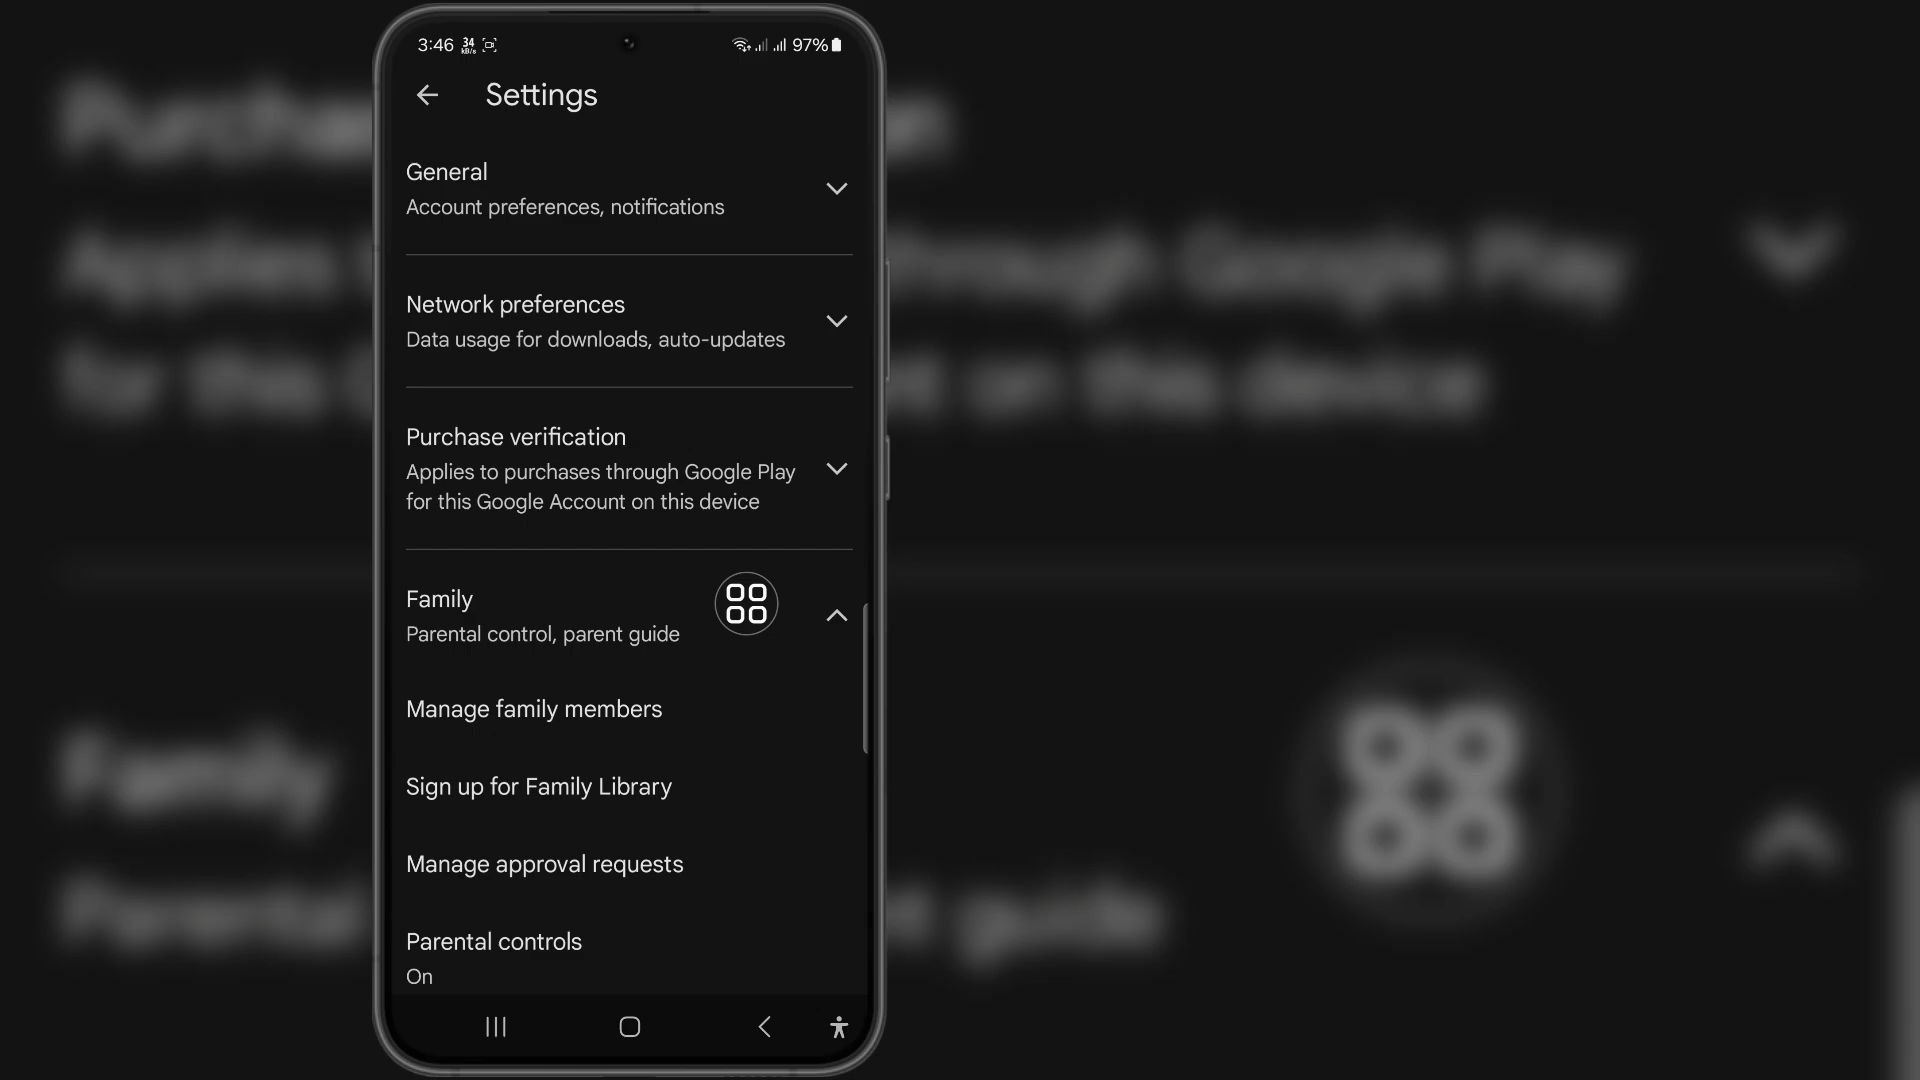 3:46 34 kB/s 97%
Settings
General
Account preferences, notifications
Network preferences
Data usage for downloads, auto-updates
Purchase verification
Applies to purchases through Google Play
for this Google Account on this device
Family
Parental control, parent guide
Manage family members
Sign up for Family Library
Manage approval requests
Parental controls
On